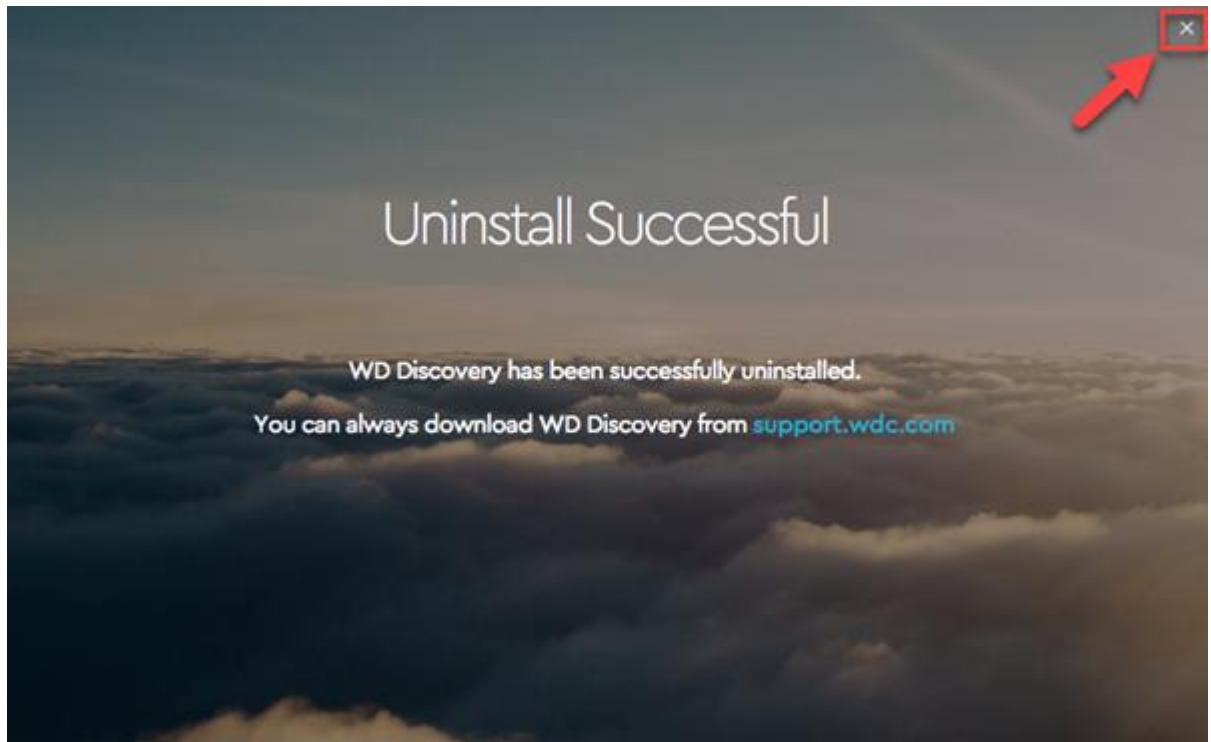 Uninstall Successful
WD Discovery has been successfully uninstalled.
You can always download WD Discovery from support.wdc.com